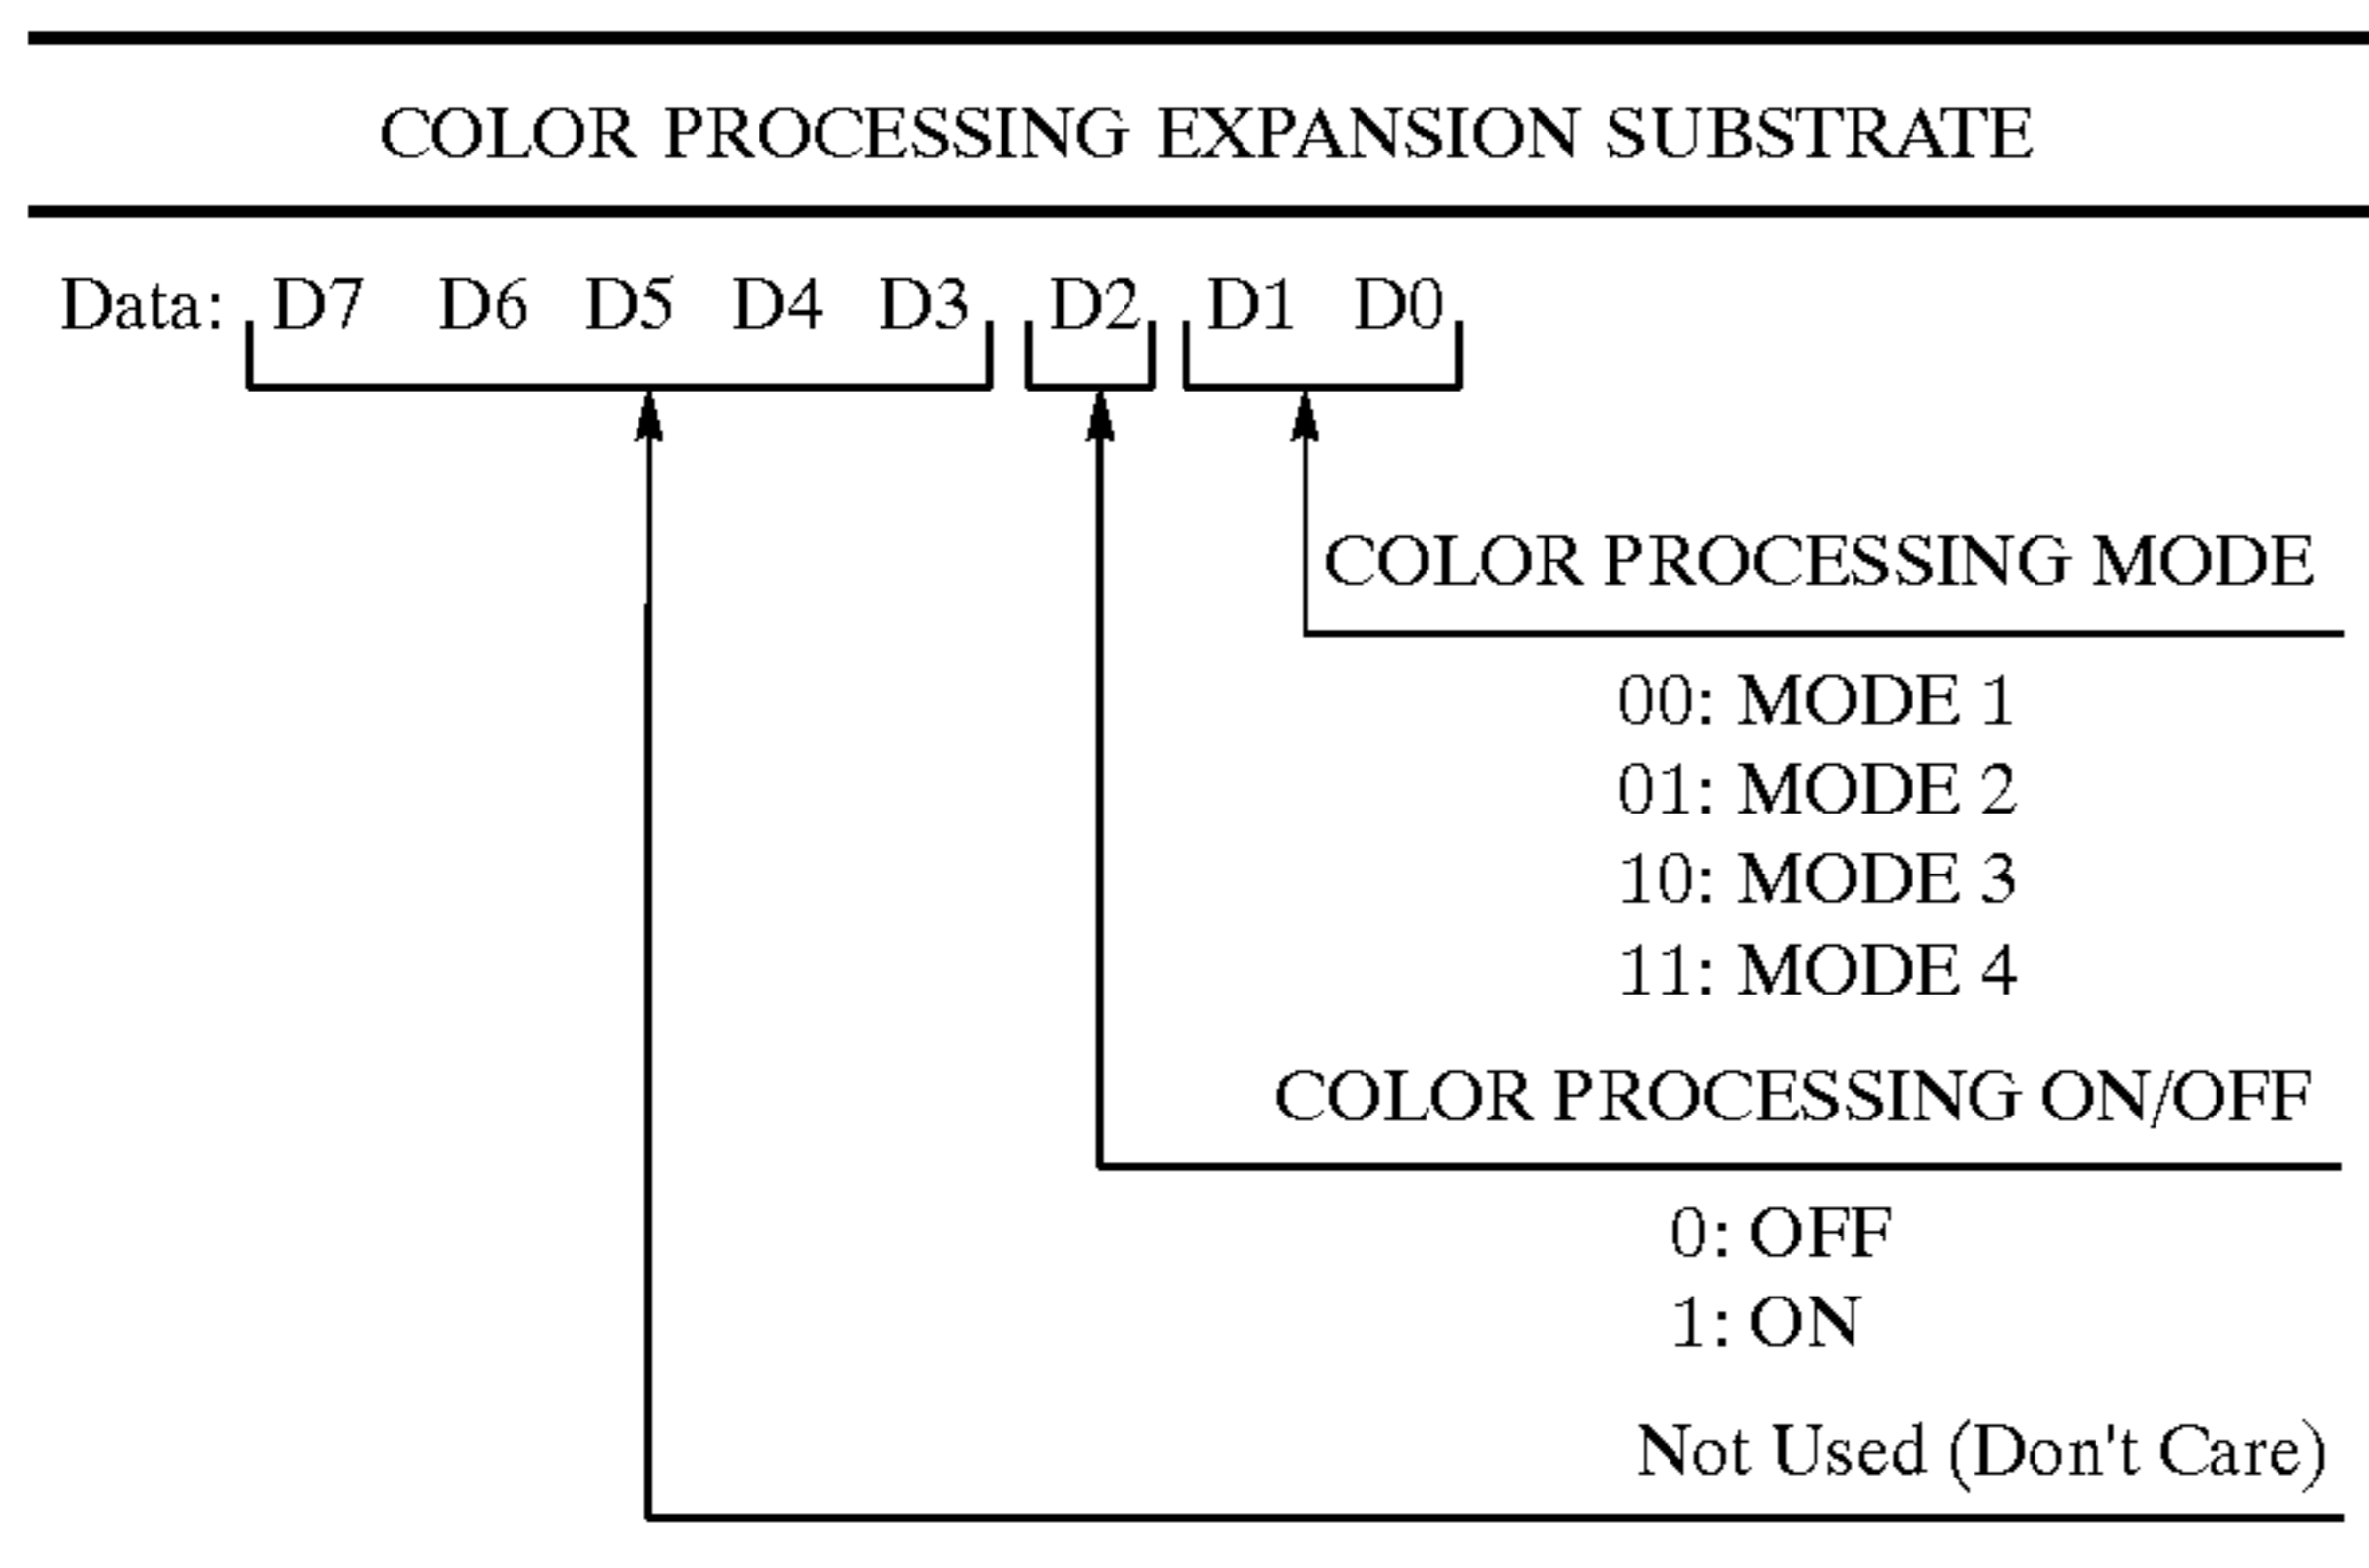 COLOR PROCESSING EXPANSION SUBSTRATE
Data: D7 D6 D5 D4 D3 D2 D1 D0
COLOR PROCESSING MODE
00: MODE 1
01: MODE 2
10: MODE 3
11: MODE 4
COLOR PROCESSING ON/OFF
0: OFF
1: ON
Not Used (Don't Care)